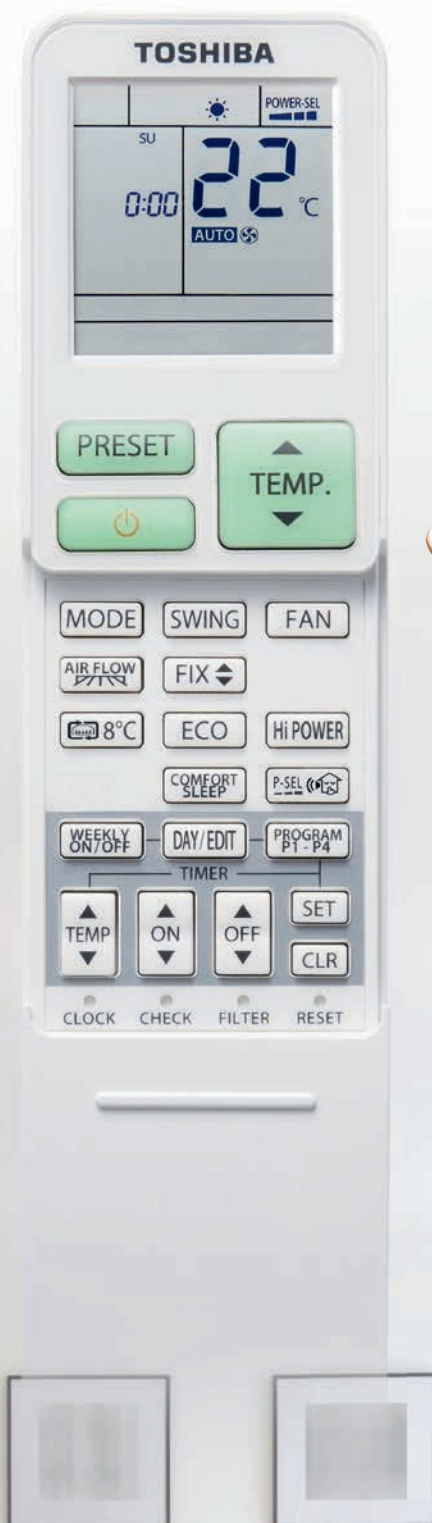 TOSHIBA
POWER-SEL
SU
0:00 22 °C
AUTO
PRESET
TEMP.
MODE SWING FAN
AIR FLOW FIX
8°C ECO Hi POWER
COMFORT
SLEEP
P-SEL
WEEKLY
ON/OFF
DAY/EDIT
PROGRAM
P1 - P4
TIMER
TEMP ON OFF SET
CLR
CLOCK CHECK FILTER RESET